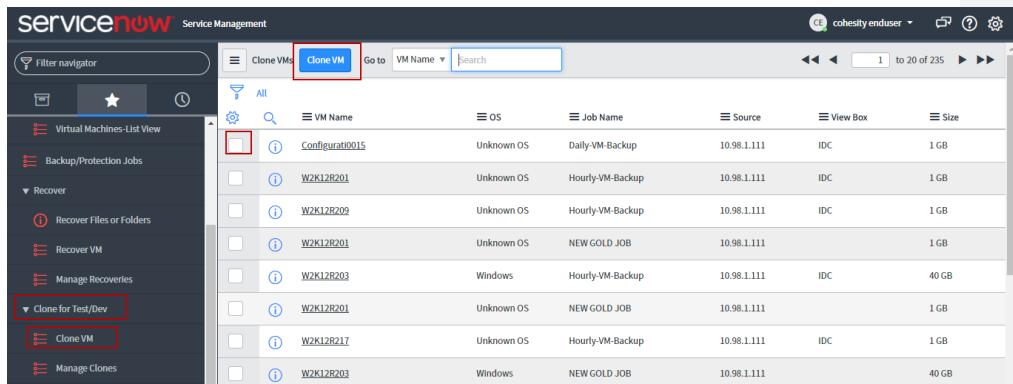 servicenow Service Management
CE cohesity enduser
Filter navigator
Clone VMs Clone VM Go to VM Name Search 1 to 20 of 235
All
VM Name OS Job Name Source View Box Size
Virtual Machines-List View
Backup/Protection Jobs
Recover
Recover Files or Folders
Recover VM
Manage Recoveries
Clone for Test/Dev
Clone VM
Manage Clones
Configurati0015 Unknown OS Daily-VM-Backup 10.98.1.111 IDC 1 GB
W2K12R201 Unknown OS Hourly-VM-Backup 10.98.1.111 IDC 1 GB
W2K12R209 Unknown OS Hourly-VM-Backup 10.98.1.111 IDC 1 GB
W2K12R201 Unknown OS NEW GOLD JOB 10.98.1.111 1 GB
W2K12R203 Windows Hourly-VM-Backup 10.98.1.111 IDC 40 GB
W2K12R201 Unknown OS NEW GOLD JOB 10.98.1.111 1 GB
W2K12R217 Unknown OS Hourly-VM-Backup 10.98.1.111 IDC 1 GB
W2K12R203 Windows NEW GOLD JOB 10.98.1.111 40 GB